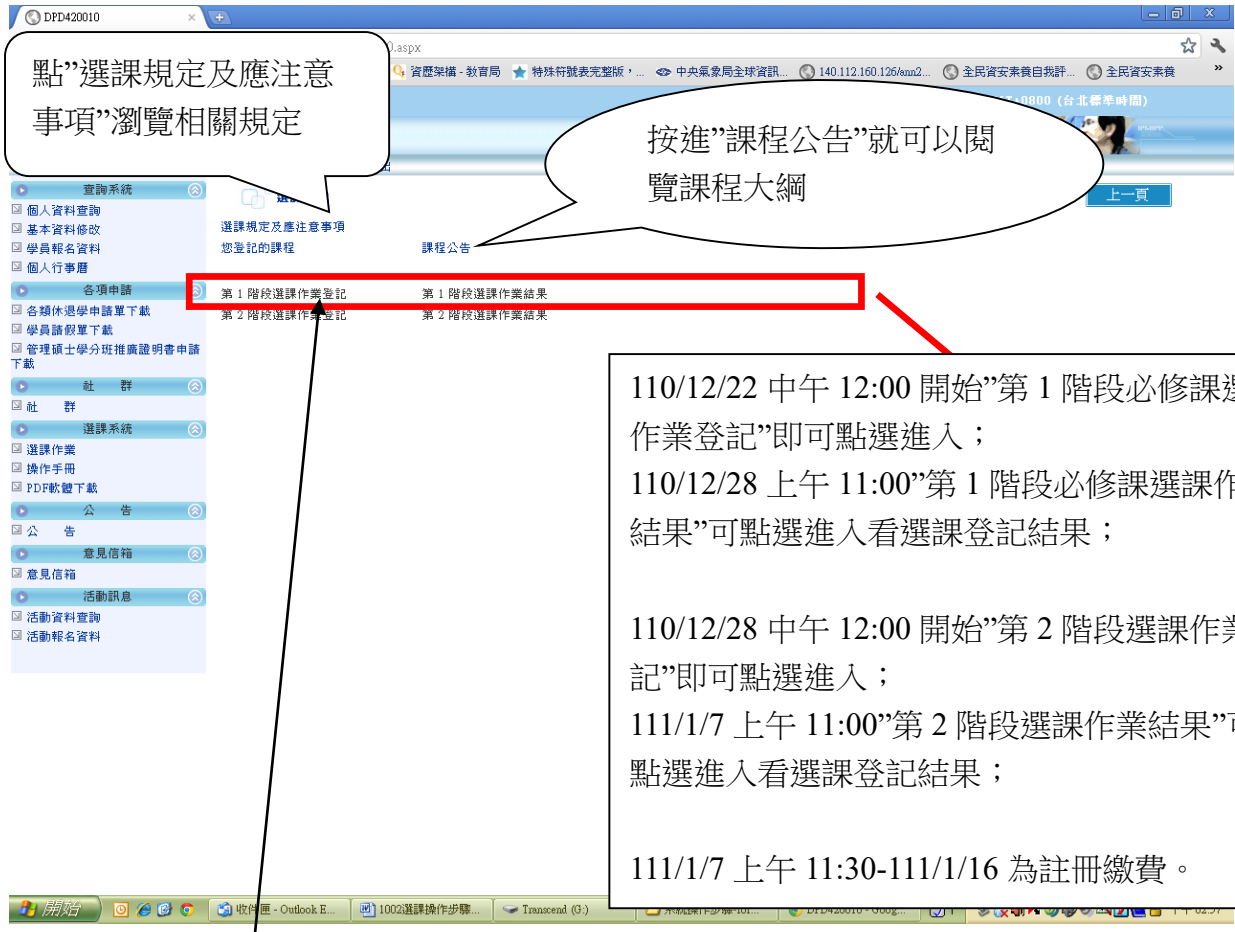 DPD420010
0.aspx
資歷架構 - 敎育局
特殊符號表完整版，...
中央氣象局全球資訊...
140.112.160.126/ann2...
全民資安素養自我評...
全民資安素養
»
點”選課規定及應注意
事項”瀏覽相關規定
+0800 (台北標準時間)
按進”課程公告”就可以閱
覽課程大綱
上一頁
查詢系統
個人資料查詢
基本資料修改
學員報名資料
個人行事曆
各項申請
各類休退學申請單下載
學員請假單下載
管理碩士學分班推廣證明書申請
下載
社 群
社 群
選課系統
選課作業
操作手冊
PDF軟體下載
公 告
公 告
意見信箱
意見信箱
活動訊息
活動資料查詢
活動報名資料
選課規定及應注意事項
您登記的課程 課程公告
第 1 階段選課作業登記 第 1 階段選課作業結果
第 2 階段選課作業登記 第 2 階段選課作業結果
110/12/22 中午 12:00 開始”第 1 階段必修課選
作業登記”即可點選進入；
110/12/28 上午 11:00”第 1 階段必修課選課作
結果”可點選進入看選課登記結果；
110/12/28 中午 12:00 開始”第 2 階段選課作業
記”即可點選進入；
111/1/7 上午 11:00”第 2 階段選課作業結果”可
點選進入看選課登記結果；
111/1/7 上午 11:30-111/1/16 為註冊繳費。
開始
收件匣 - Outlook E...
1002選課操作步驟...
Transcend (G:)